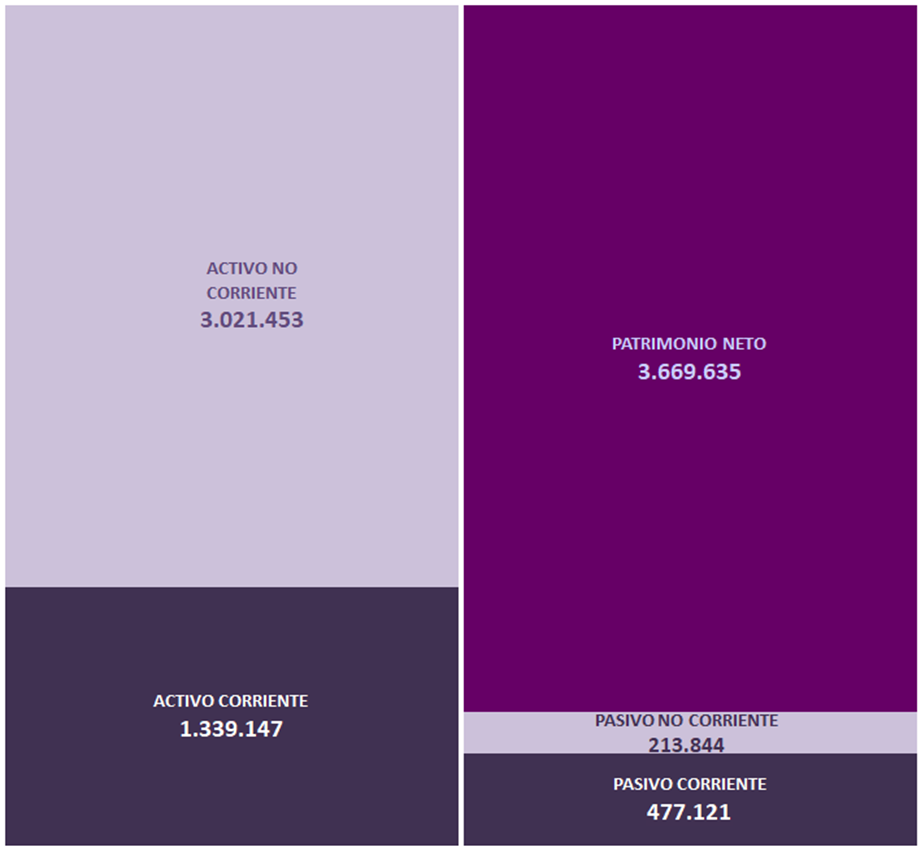 ACTIVO NO
CORRIENTE
3.021.453
ACTIVO CORRIENTE
1.339.147
PATRIMONIO NETO
3.669.635
PASIVO NO CORRIENTE
213.844
PASIVO CORRIENTE
477.121